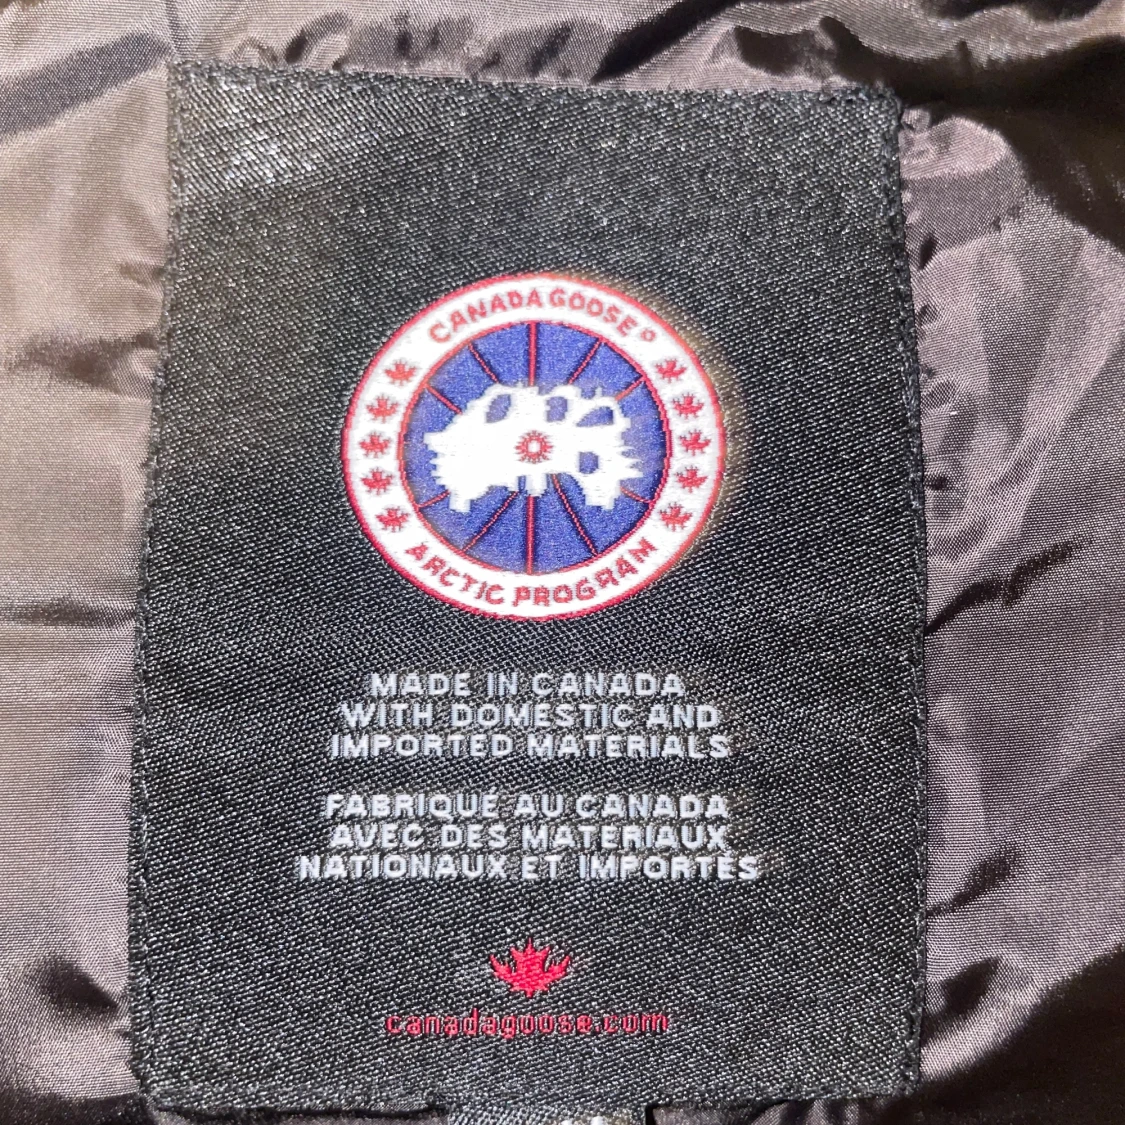 CANADA GOOSE®
ARCTIC PROGRAM
MADE IN CANADA
WITH DOMESTIC AND
IMPORTED MATERIALS
FABRIQUÉ AU CANADA
AVEC DES MATERIAUX
NATIONAUX ET IMPORTÉS
canadagoose.com